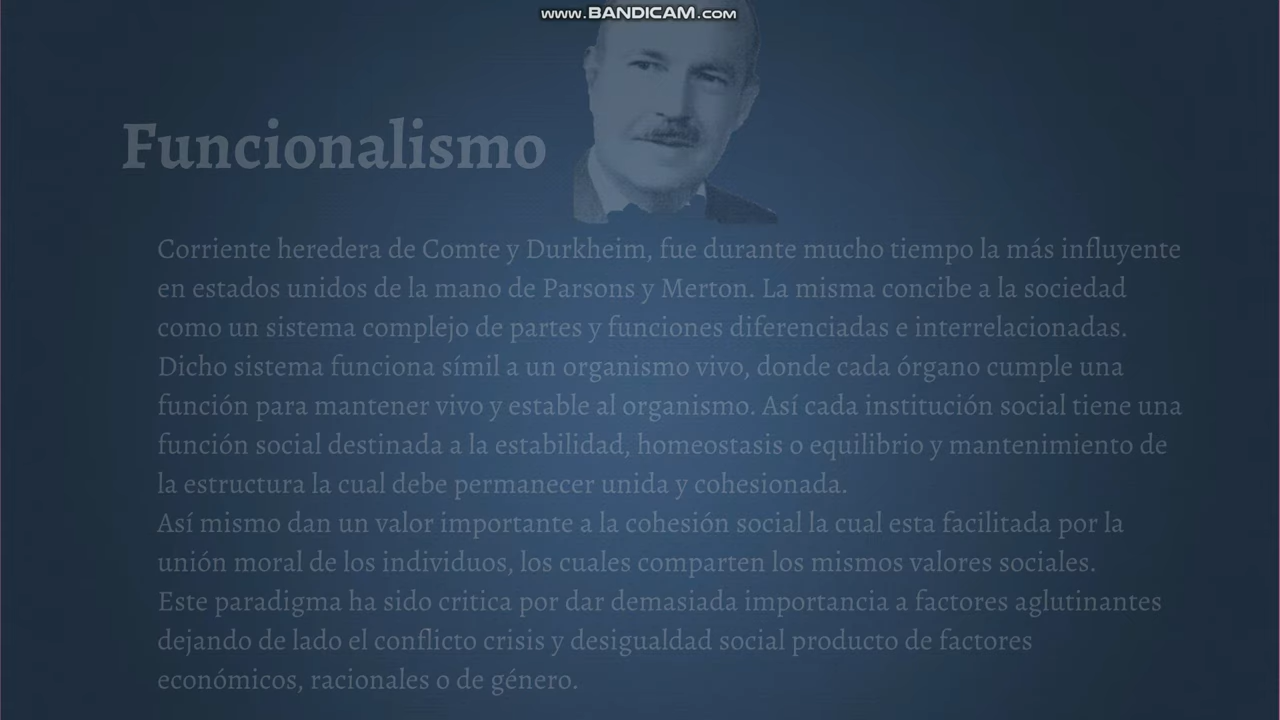 www.BANDICAM.com
Funcionalismo
Corriente heredera de Comte y Durkheim, fue durante mucho tiempo la más influyente
en estados unidos de la mano de Parsons y Merton. La misma concibe a la sociedad
como un sistema complejo de partes y funciones diferenciadas e interrelacionadas.
Dicho sistema funciona símil a un organismo vivo, donde cada órgano cumple una
función para mantener vivo y estable al organismo. Así cada institución social tiene una
función social destinada a la estabilidad, homeostasis o equilibrio y mantenimiento de
la estructura la cual debe permanecer unida y cohesionada.
Así mismo dan un valor importante a la cohesión social la cual esta facilitada por la
unión moral de los individuos, los cuales comparten los mismos valores sociales.
Este paradigma ha sido critica por dar demasiada importancia a factores aglutinantes
dejando de lado el conflicto crisis y desigualdad social producto de factores
económicos, racionales o de género.